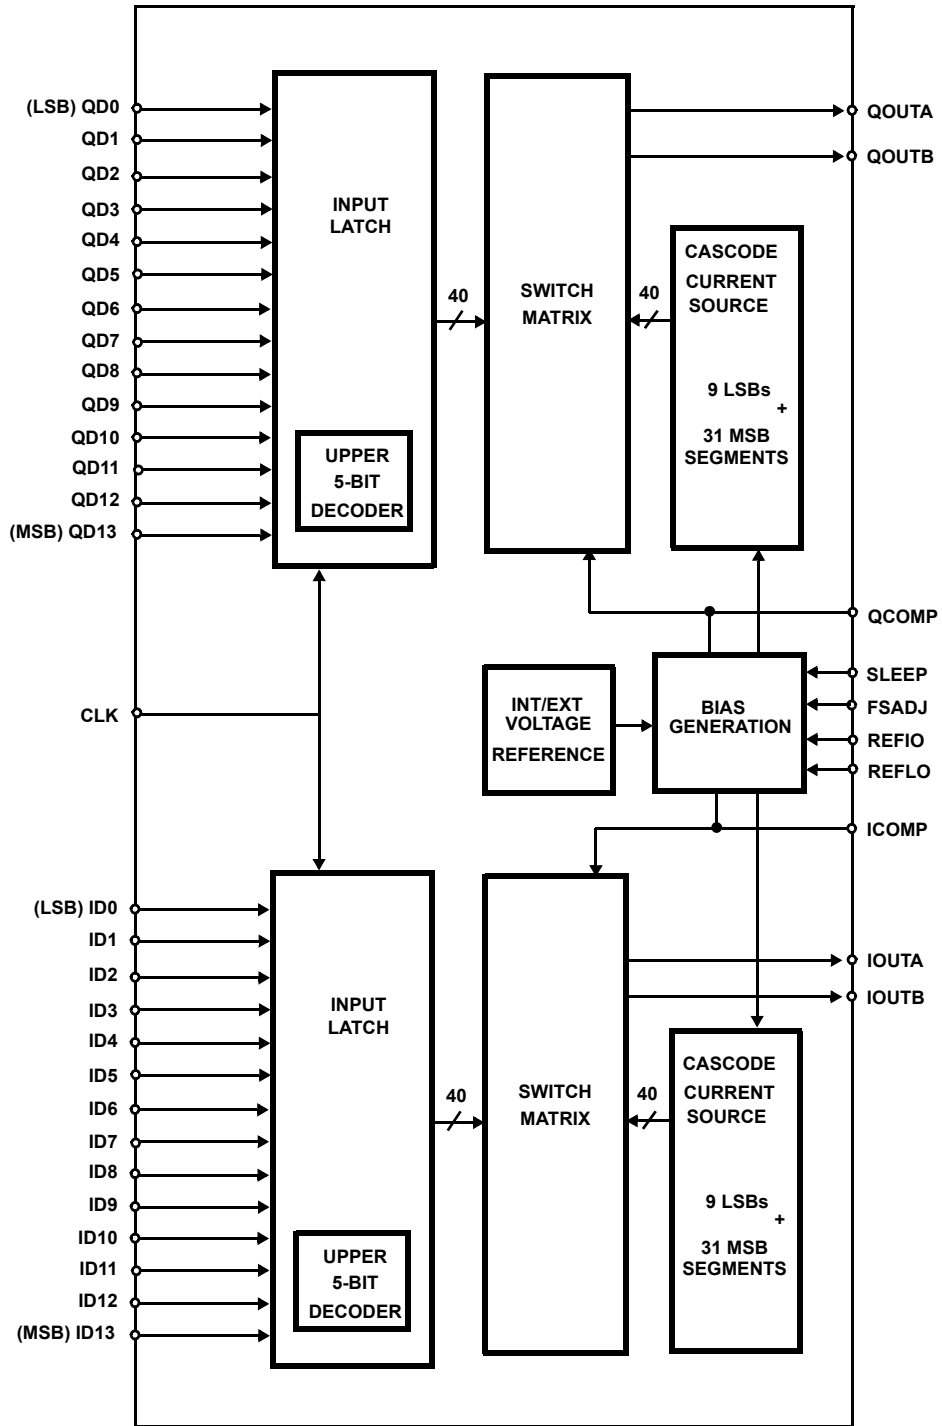 (LSB) QD0
QD1
QD2
QD3
QD4
QD5
QD6
QD7
QD8
QD9
QD10
QD11
QD12
(MSB) QD13
INPUT
LATCH
UPPER
5-BIT
DECODER
40
SWITCH
MATRIX
40
CASCODE
CURRENT
SOURCE
9 LSBs
+
31 MSB
SEGMENTS
QOUTA
QOUTB
QCOMP
CLK
INT/EXT
VOLTAGE
REFERENCE
BIAS
GENERATION
SLEEP
FSADJ
REFIO
REFLO
ICOMP
(LSB) ID0
ID1
ID2
ID3
ID4
ID5
ID6
ID7
ID8
ID9
ID10
ID11
ID12
(MSB) ID13
INPUT
LATCH
UPPER
5-BIT
DECODER
40
SWITCH
MATRIX
40
CASCODE
CURRENT
SOURCE
9 LSBs
+
31 MSB
SEGMENTS
IOUTA
IOUTB